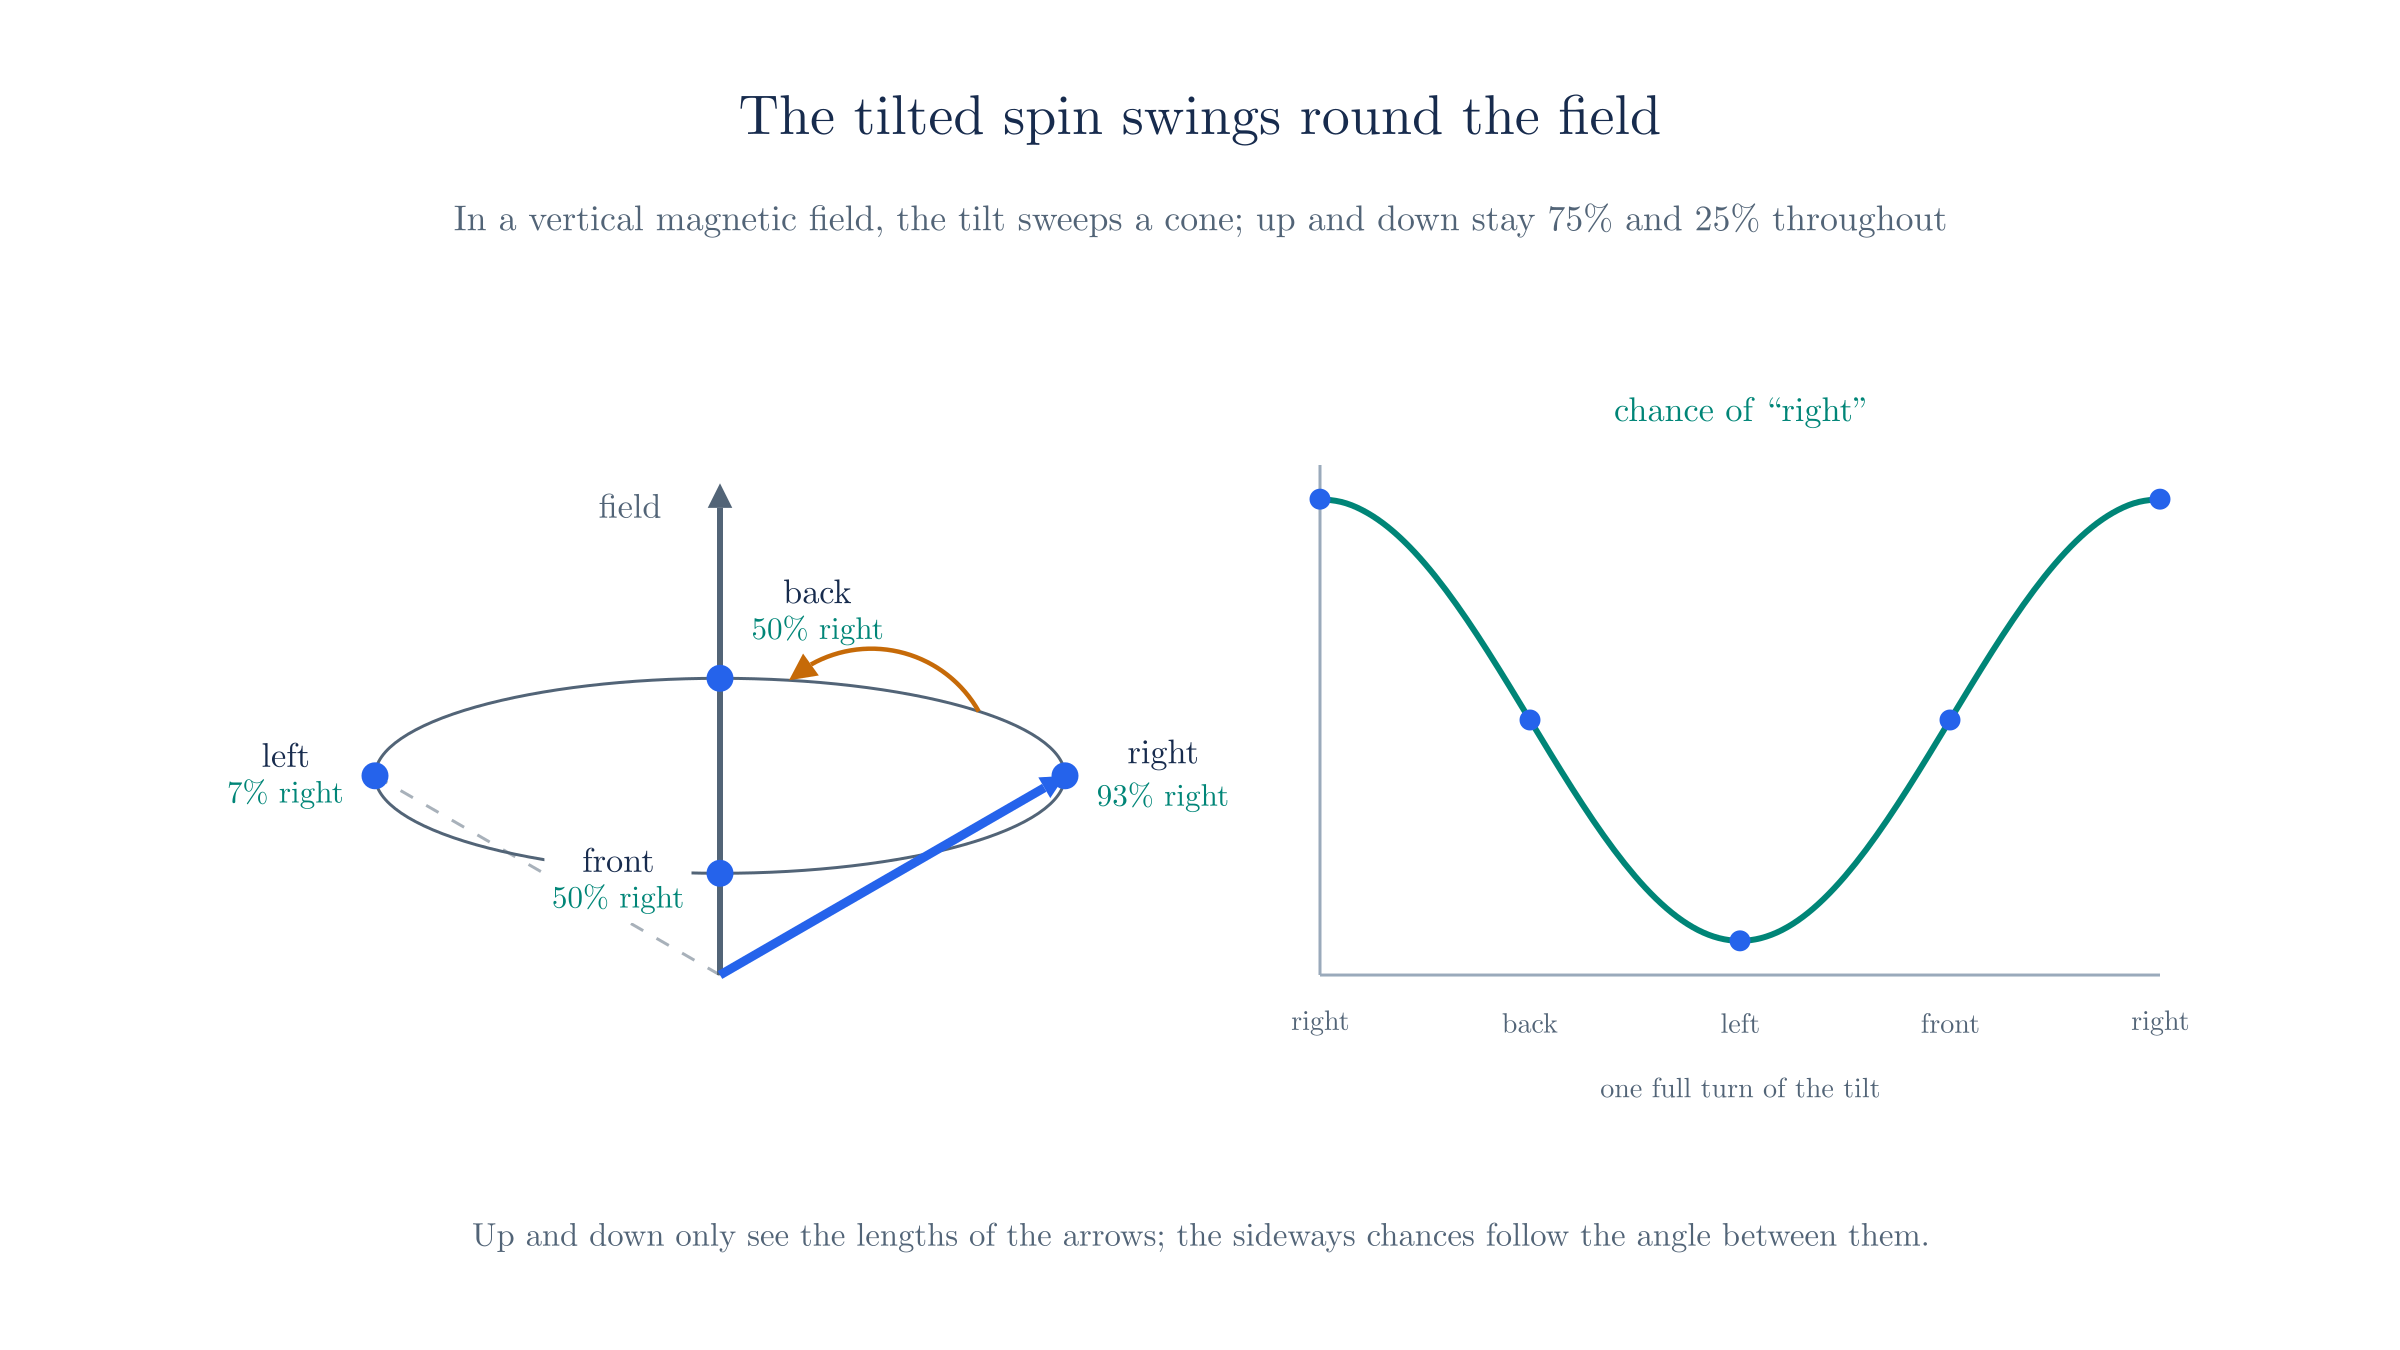 The tilted spin swings round the field
In a vertical magnetic field, the tilt sweeps a cone; up and down stay 75% and 25% throughout
field
back
50% right
left
7% right
right
93% right
front
50% right
chance of “right”
right
back
left
front
right
one full turn of the tilt
Up and down only see the lengths of the arrows; the sideways chances follow the angle between them.